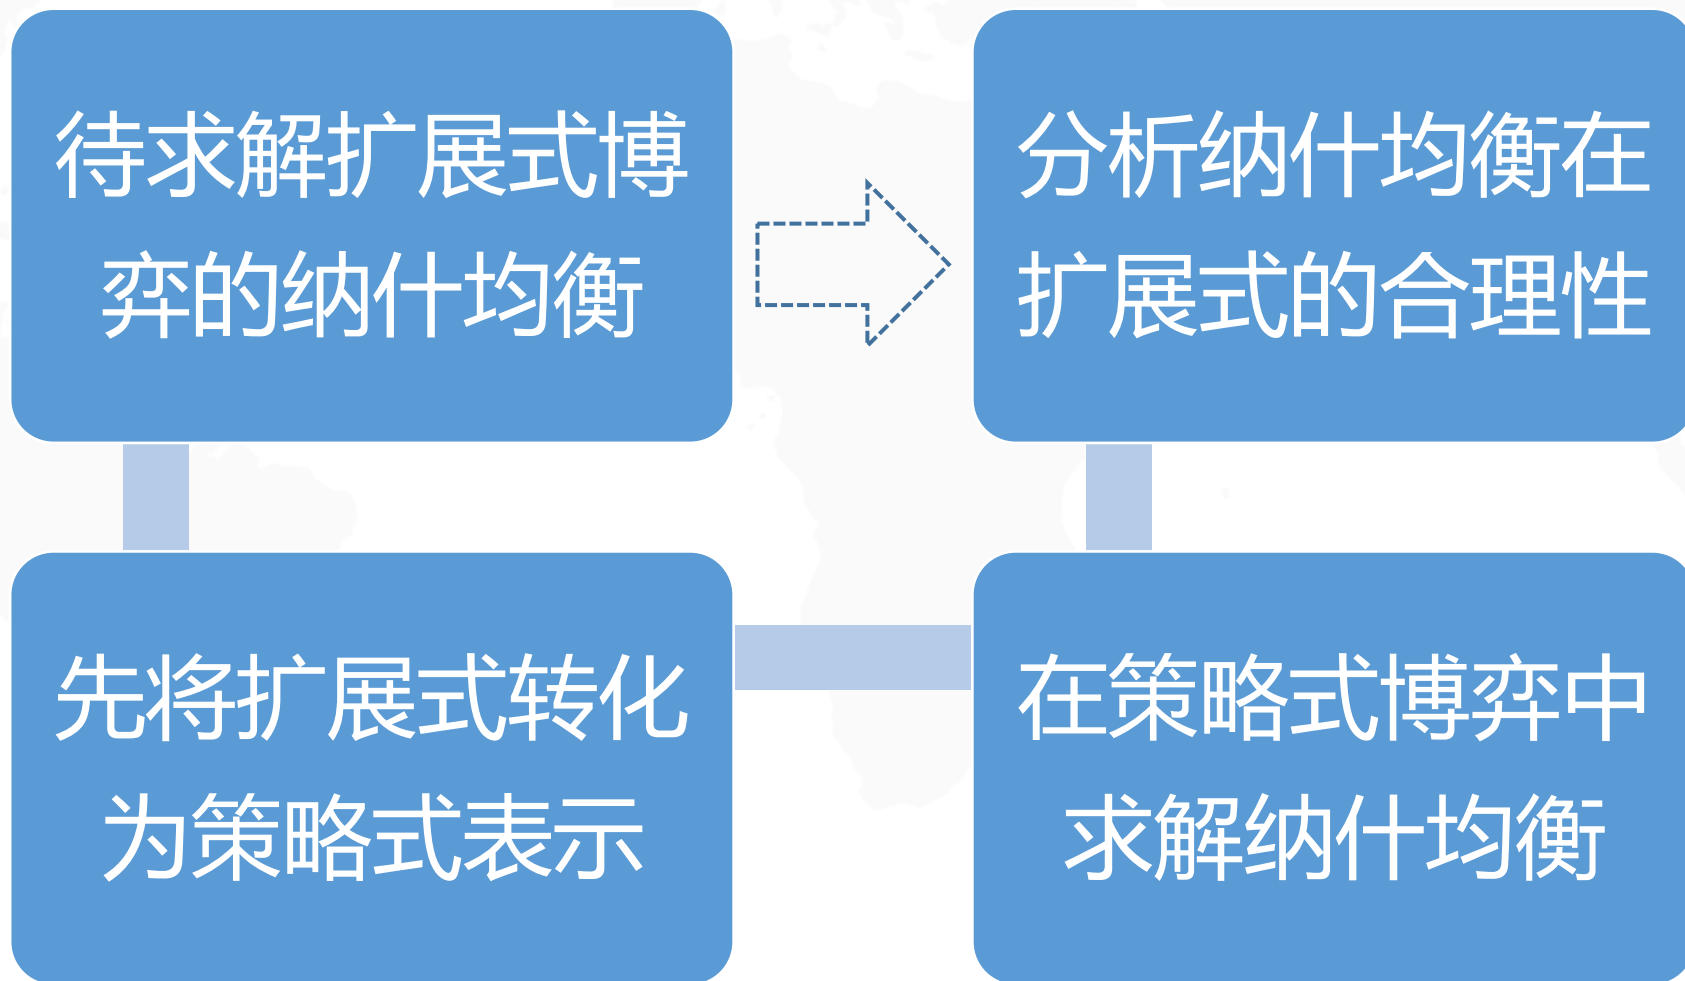 待求解扩展式博
弈的纳什均衡
分析纳什均衡在
扩展式的合理性
先将扩展式转化
为策略式表示
在策略式博弈中
求解纳什均衡